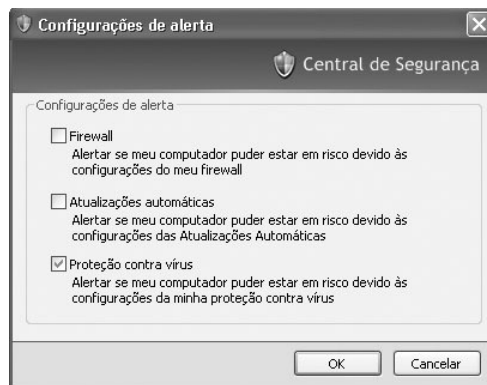 Configurações de alerta
Central de Segurança
Configurações de alerta
Firewall
Alertar se meu computador puder estar em risco devido às
configurações do meu firewall
Atualizações automáticas
Alertar se meu computador puder estar em risco devido às
configurações das Atualizações Automáticas
Proteção contra vírus
Alertar se meu computador puder estar em risco devido às
configurações da minha proteção contra vírus
OK Cancelar